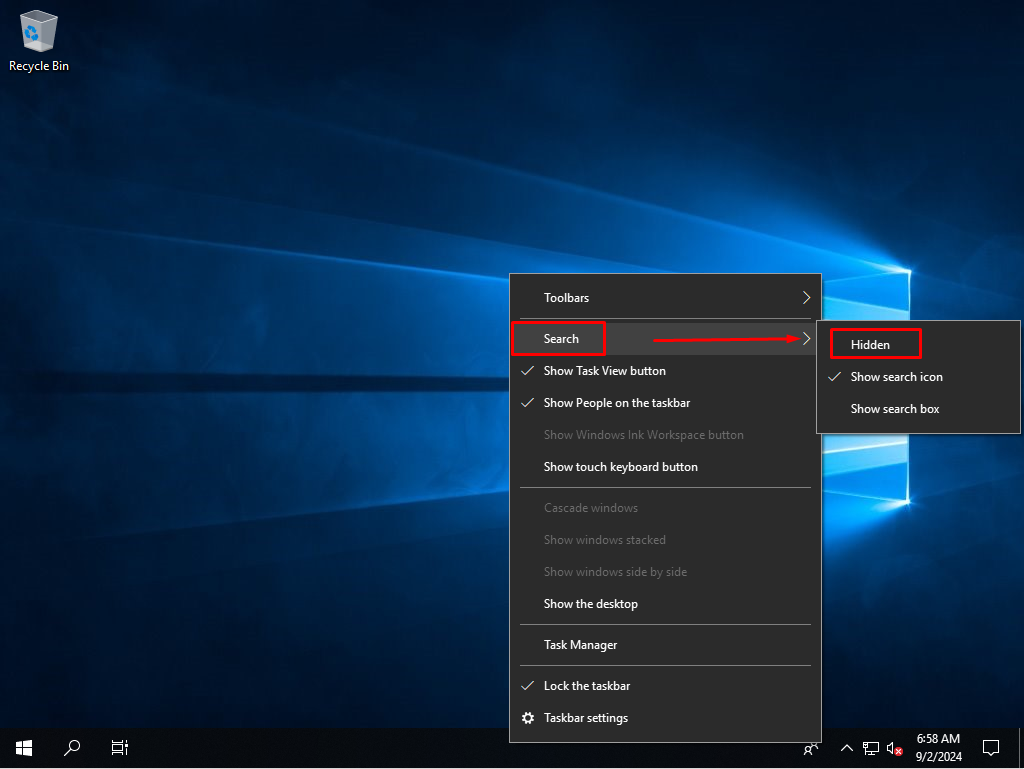 Recycle Bin
Toolbars
Search
Show Task View button
Show People on the taskbar
Show Windows Ink Workspace button
Show touch keyboard button
Cascade windows
Show windows stacked
Show windows side by side
Show the desktop
Task Manager
Lock the taskbar
Taskbar settings
Hidden
Show search icon
Show search box
6:58 AM
9/2/2024